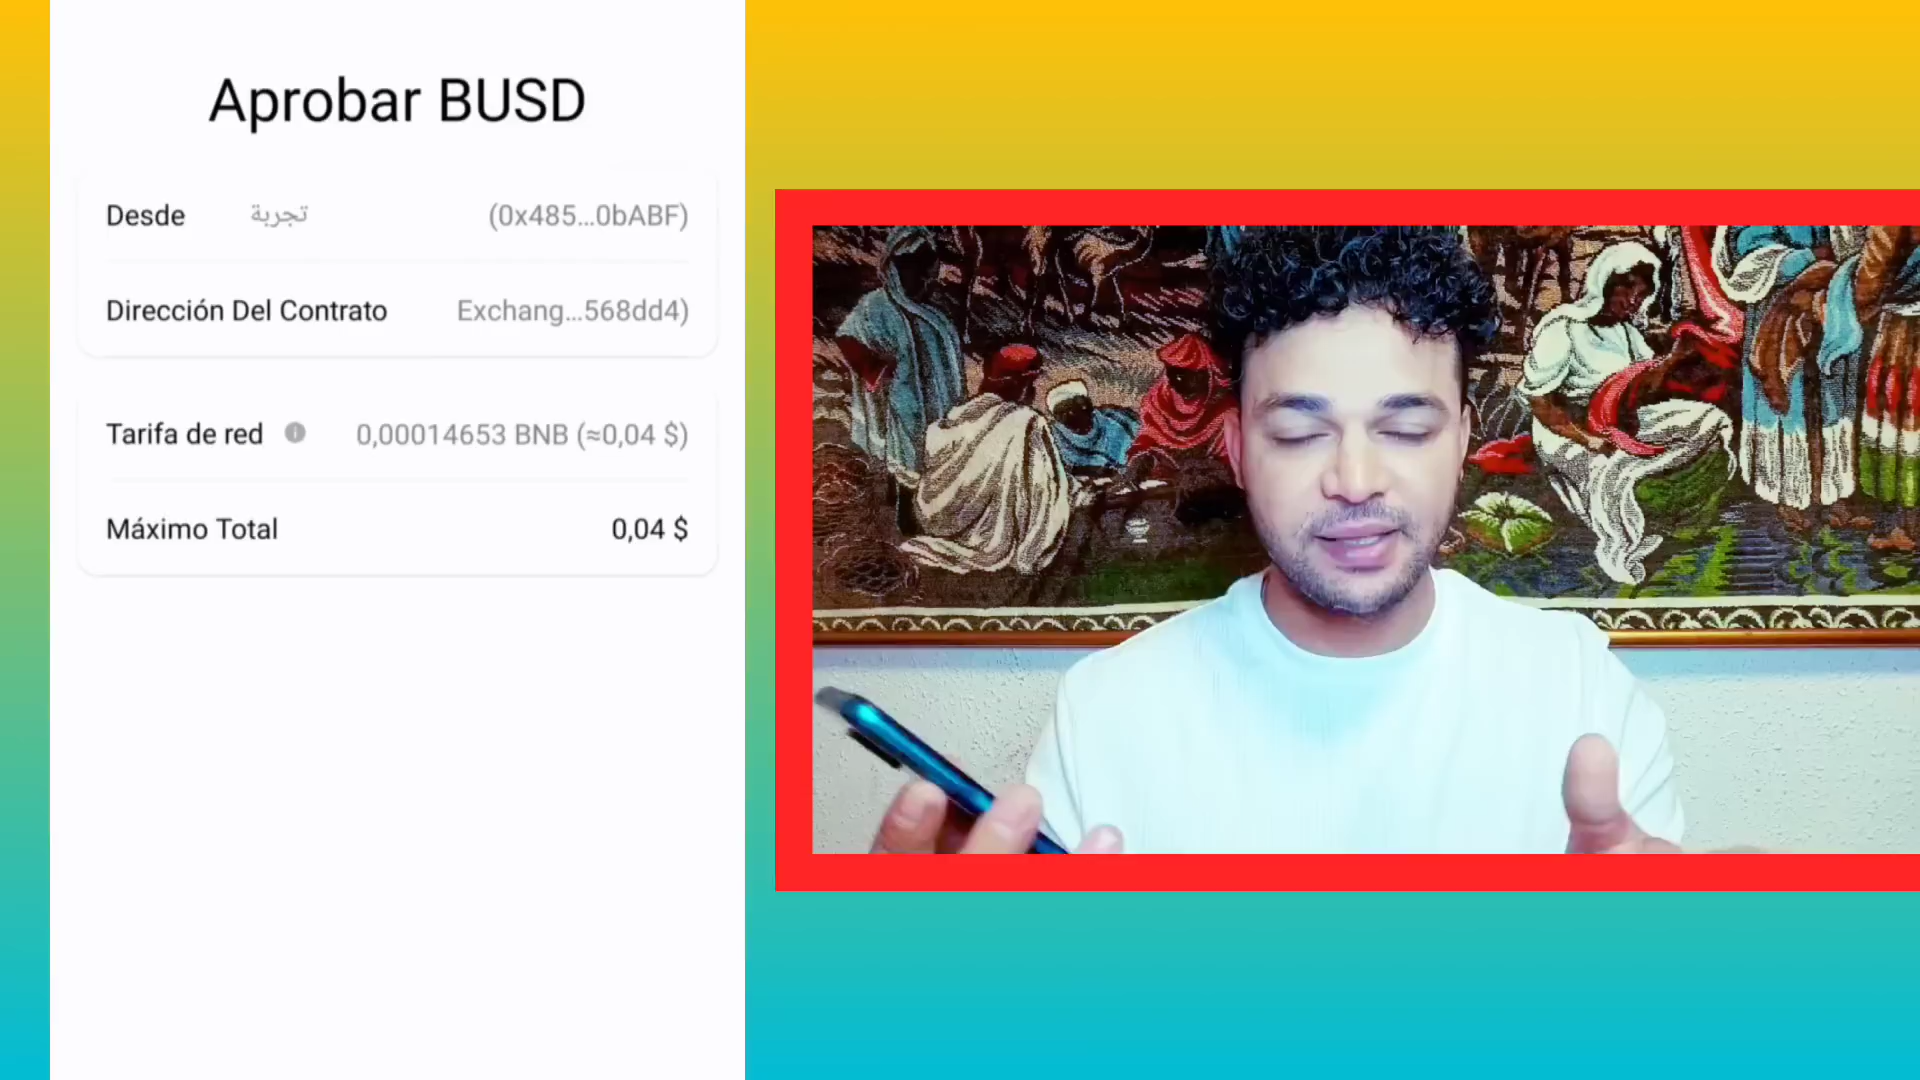 Aprobar BUSD
Desde تجربة (0x485...0bABF)
Dirección Del Contrato Exchang...568dd4)
Tarifa de red 0,00014653 BNB (≈0,04 $)
Máximo Total 0,04 $